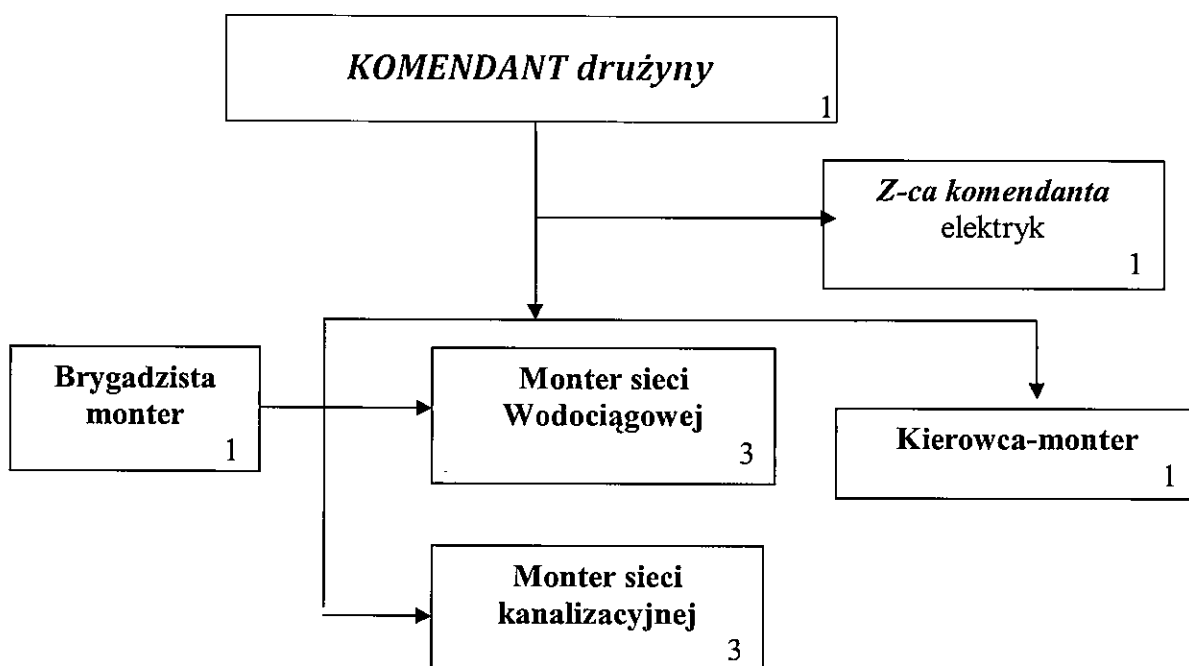 KOMENDANT drużyny
1
Z-ca komendanta
elektryk
1
Brygadzista
monter
1
Monter sieci
Wodociągowej
3
Kierowca-monter
1
Monter sieci
kanalizacyjnej
3